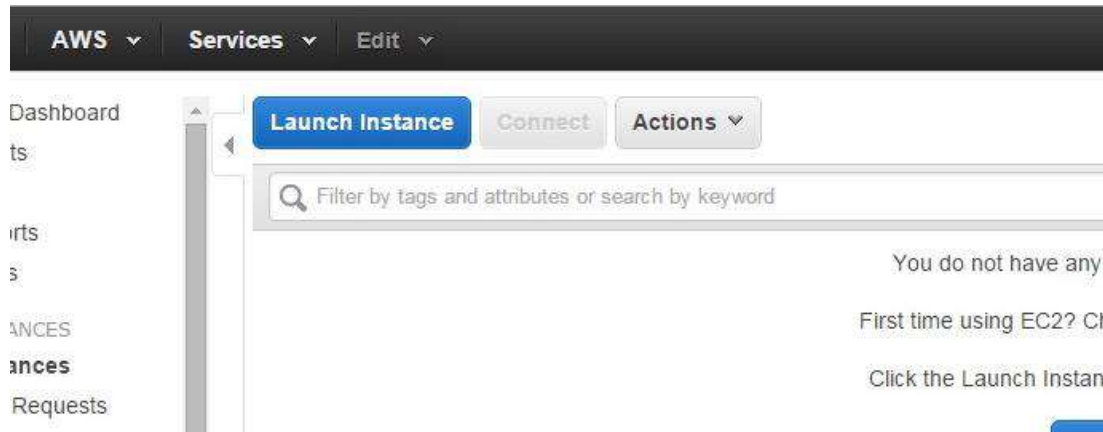 AWS Services Edit
Dashboard
ts
rts
s
ANCES
ances
Requests
Launch Instance Connect Actions
Filter by tags and attributes or search by keyword
You do not have any
First time using EC2? Ch
Click the Launch Instan